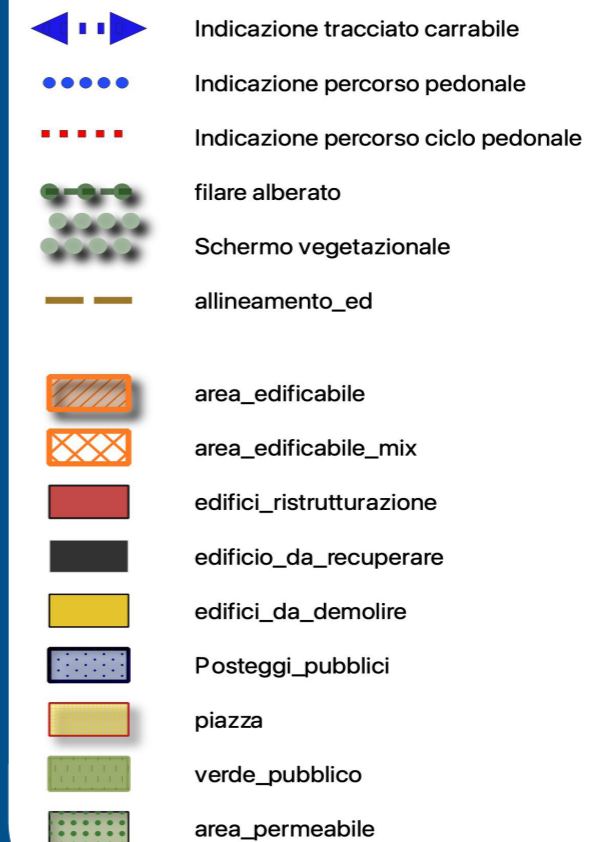 Indicazione tracciato carrabile
Indicazione percorso pedonale
Indicazione percorso ciclo pedonale
filare alberato
Schermo vegetazionale
allineamento_ed
area_edificabile
area_edificabile_mix
edifici_ristrutturazione
edificio_da_recuperare
edifici_da_demolire
Posteggi_pubblici
piazza
verde_pubblico
area_permeabile